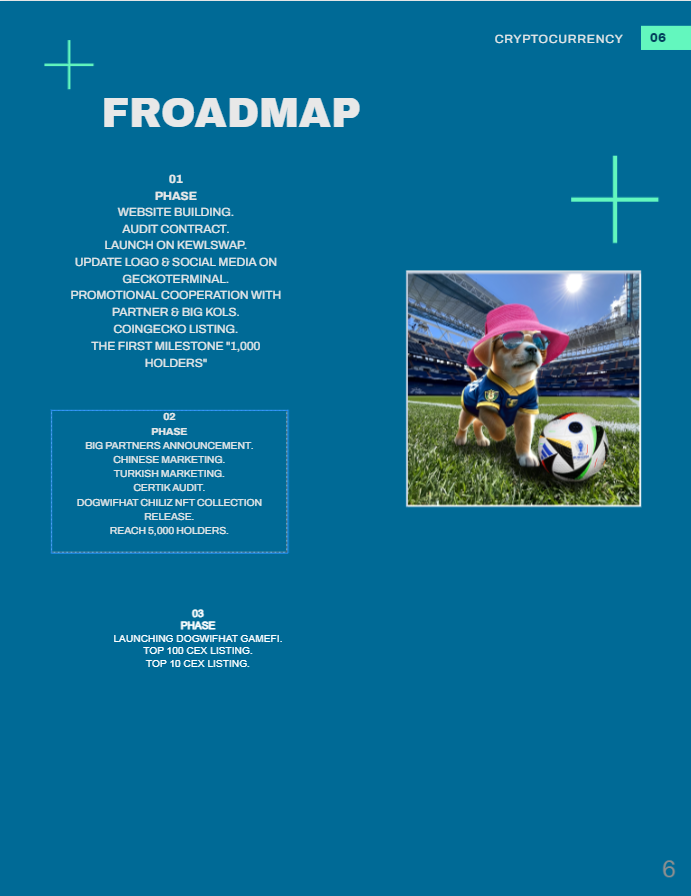 CRYPTOCURRENCY
06
FROADMAP
01
PHASE
WEBSITE BUILDING.
AUDIT CONTRACT.
LAUNCH ON KEWLSWAP.
UPDATE LOGO & SOCIAL MEDIA ON
GECKOTERMINAL.
PROMOTIONAL COOPERATION WITH
PARTNER & BIG KOLS.
COINGECKO LISTING.
THE FIRST MILESTONE "1,000
HOLDERS"
02
PHASE
BIG PARTNERS ANNOUNCEMENT.
CHINESE MARKETING.
TURKISH MARKETING.
CERTIK AUDIT.
DOGWIFHAT CHILIZ NFT COLLECTION
RELEASE.
REACH 5,000 HOLDERS.
03
PHASE
LAUNCHING DOGWIFHAT GAMEFI.
TOP 100 CEX LISTING.
TOP 10 CEX LISTING.
6